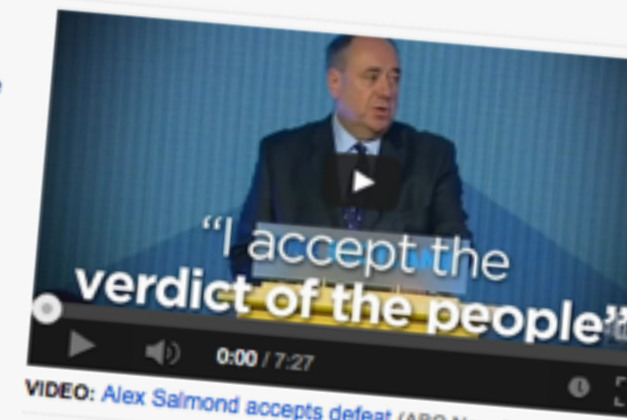 “I accept the
verdict of the people”
0:00 / 7:27
VIDEO: Alex Salmond accepts defeat